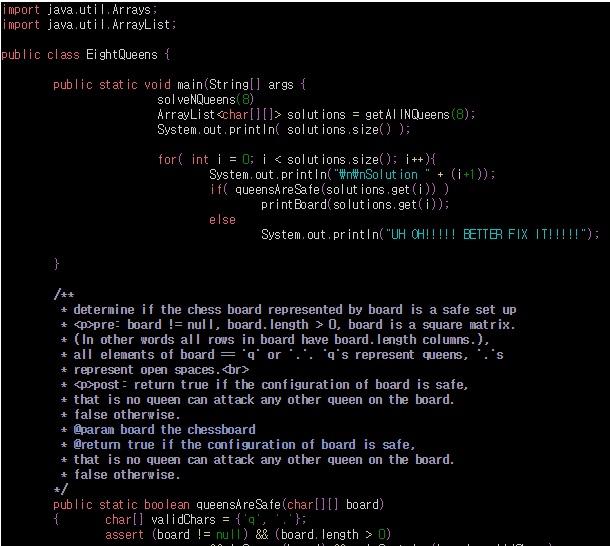 import java.util.Arrays;
import java.util.ArrayList;
public class EightQueens {
public static void main(String[] args {
solveNQueens(8)
ArrayList<char[][]> solutions = getAllNQueens(8);
System.out.println( solutions.size() );
for( int i = 0; i < solutions.size(); i++){
System.out.println("₩n₩nSolution " + (i+1));
if( queensAreSafe(solutions.get(i)) )
printBoard(solutions.get(i));
else
System.out.println("UH OH!!!!! BETTER FIX IT!!!!!");
}
/**
* determine if the chess board represented by board is a safe set up
* <p>pre: board != null, board.length > 0, board is a square matrix.
* (In other words all rows in board have board.length columns.),
* all elements of board == 'q' or '.'. 'q's represent queens, '.'s
* represent open spaces.<br>
* <p>post: return true if the configuration of board is safe,
* that is no queen can attack any other queen on the board.
* false otherwise.
* @param board the chessboard
* @return true if the configuration of board is safe,
* that is no queen can attack any other queen on the board.
* false otherwise.
*/
public static boolean queensAreSafe(char[][] board)
{ char[] validChars = {'q', '.'};
assert (board != null) && (board.length > 0)